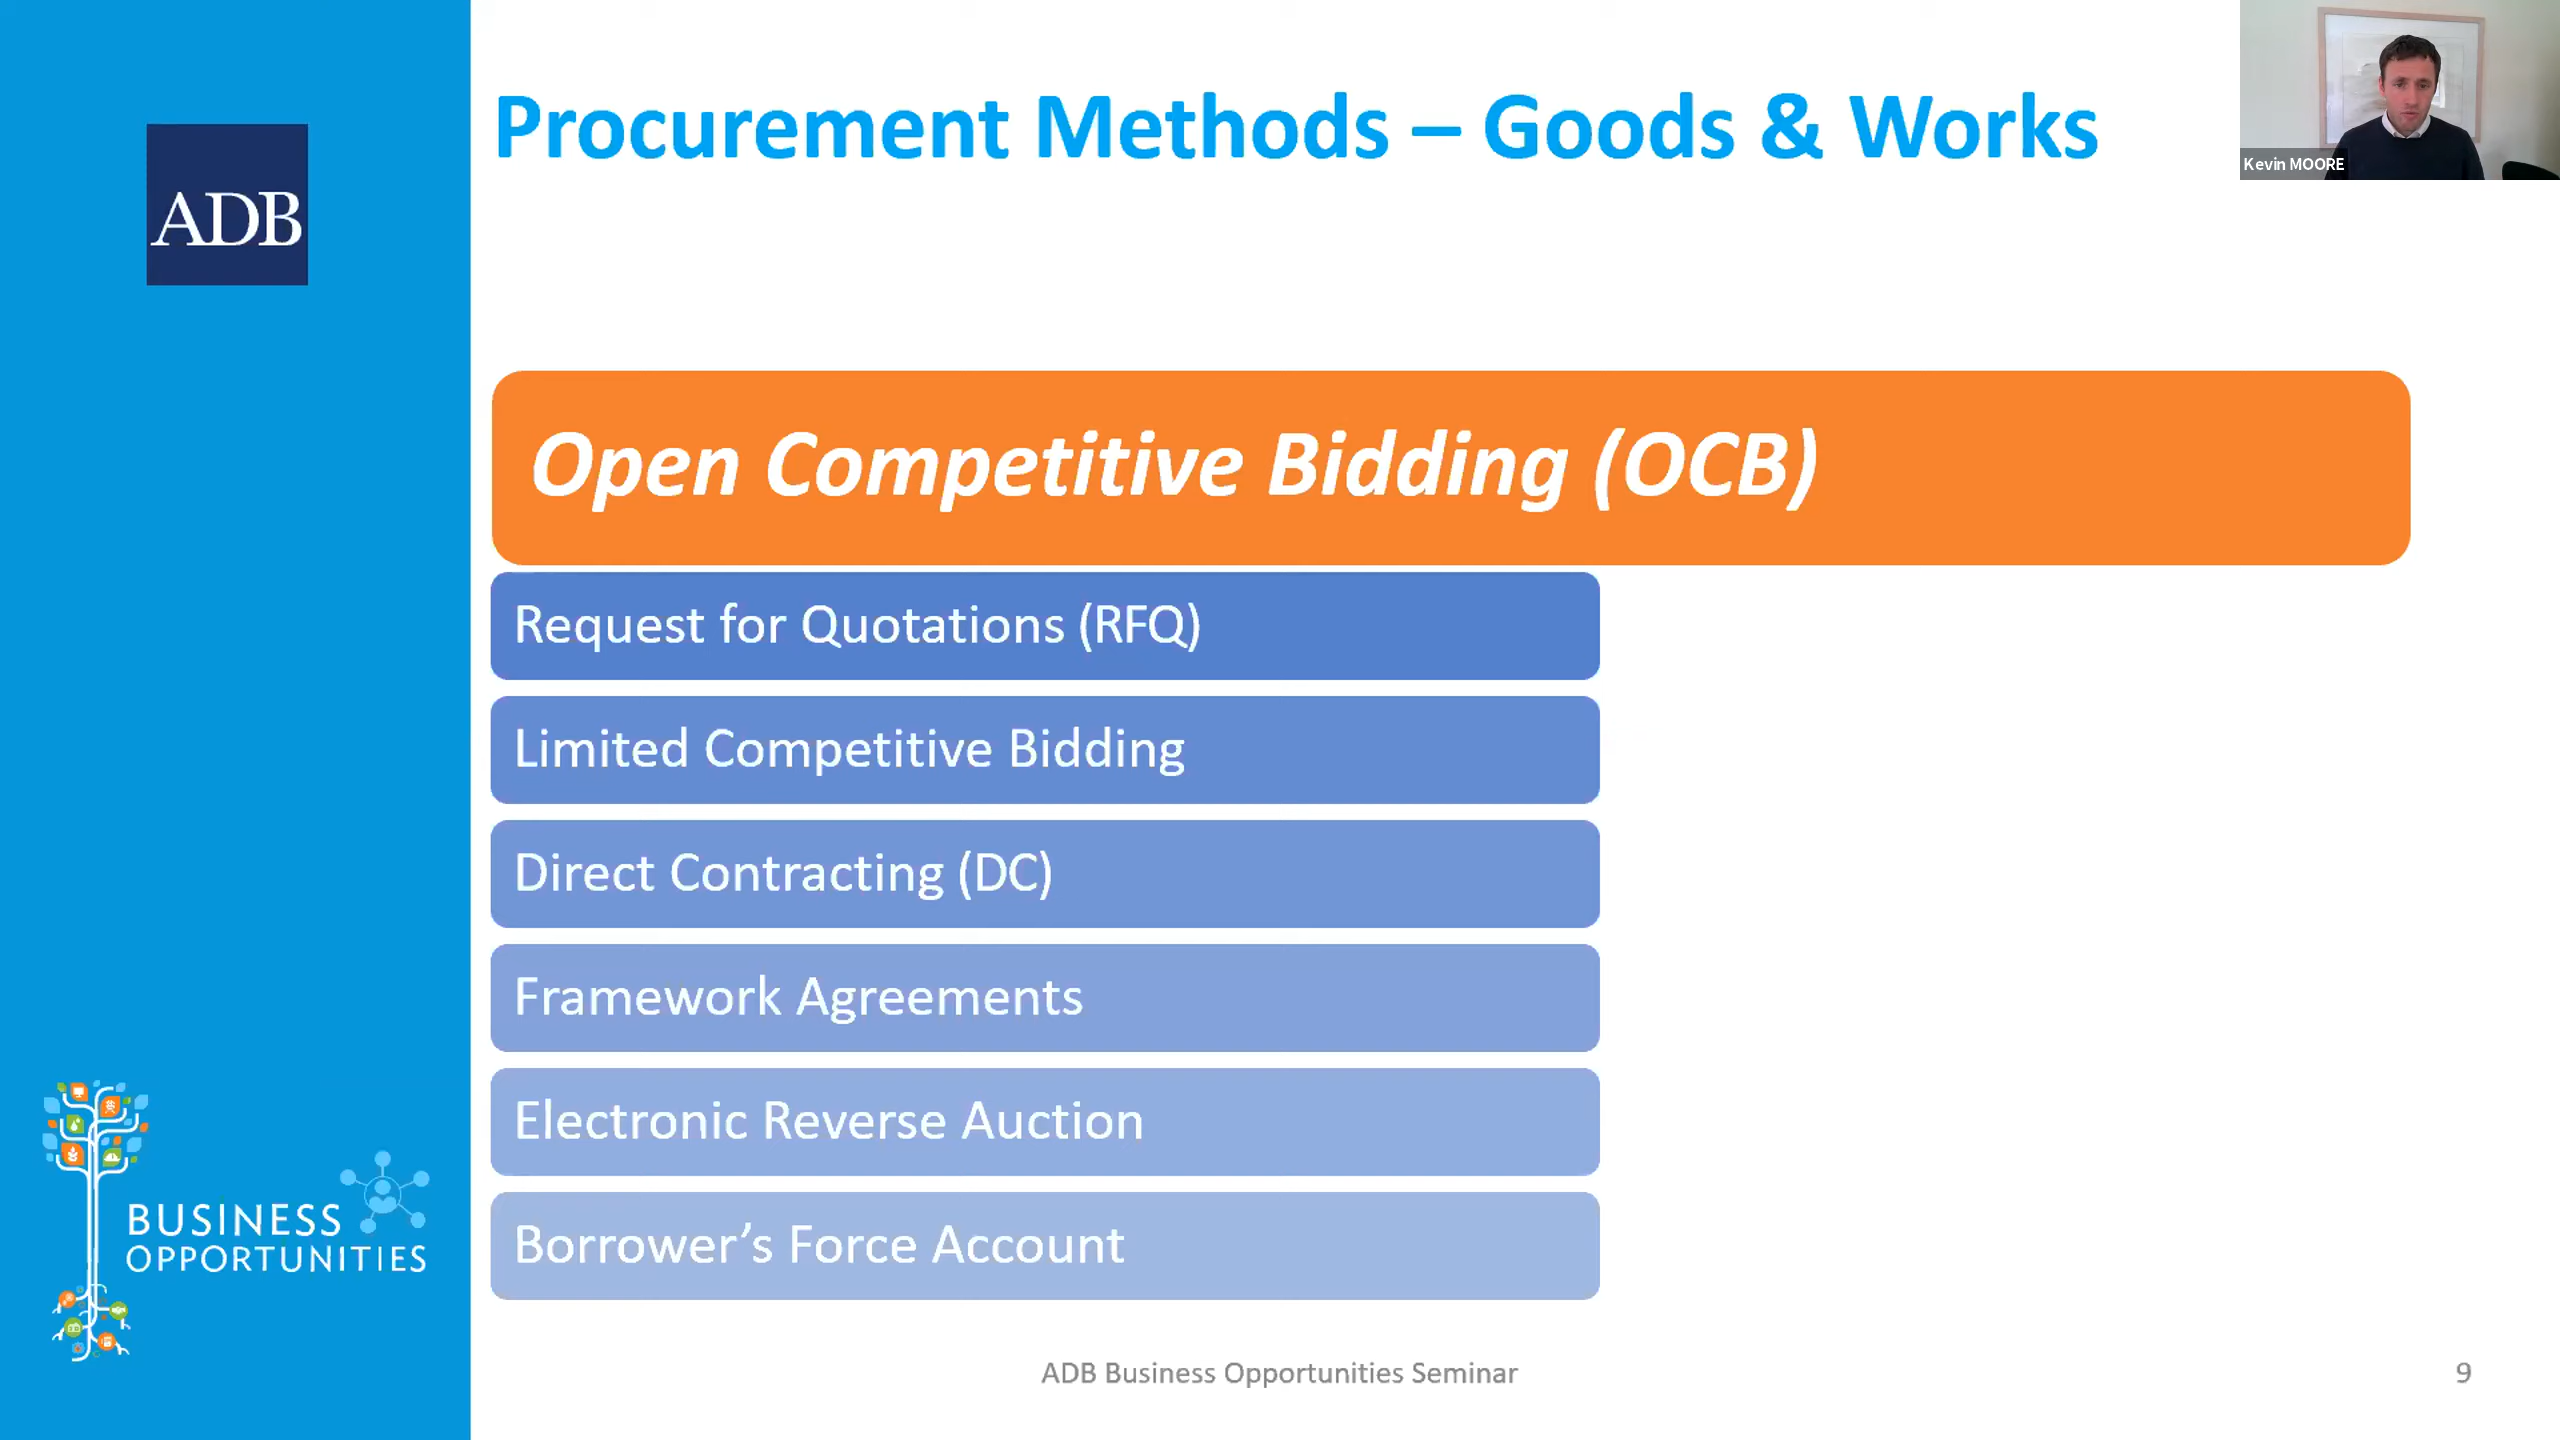 Procurement Methods – Goods & Works
Kevin MOORE
ADB
Open Competitive Bidding (OCB)
Request for Quotations (RFQ)
Limited Competitive Bidding
Direct Contracting (DC)
Framework Agreements
Electronic Reverse Auction
Borrower’s Force Account
BUSINESS
OPPORTUNITIES
ADB Business Opportunities Seminar
9